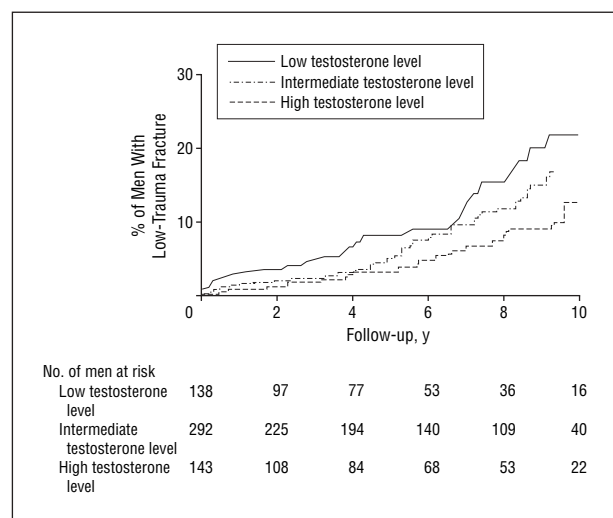 Low testosterone level
Intermediate testosterone level
High testosterone level
% of Men With
Low-Trauma Fracture
30
20
10
0 2 4 6 8 10
Follow-up, y
No. of men at risk
Low testosterone level 138 97 77 53 36 16
Intermediate testosterone level 292 225 194 140 109 40
High testosterone level 143 108 84 68 53 22